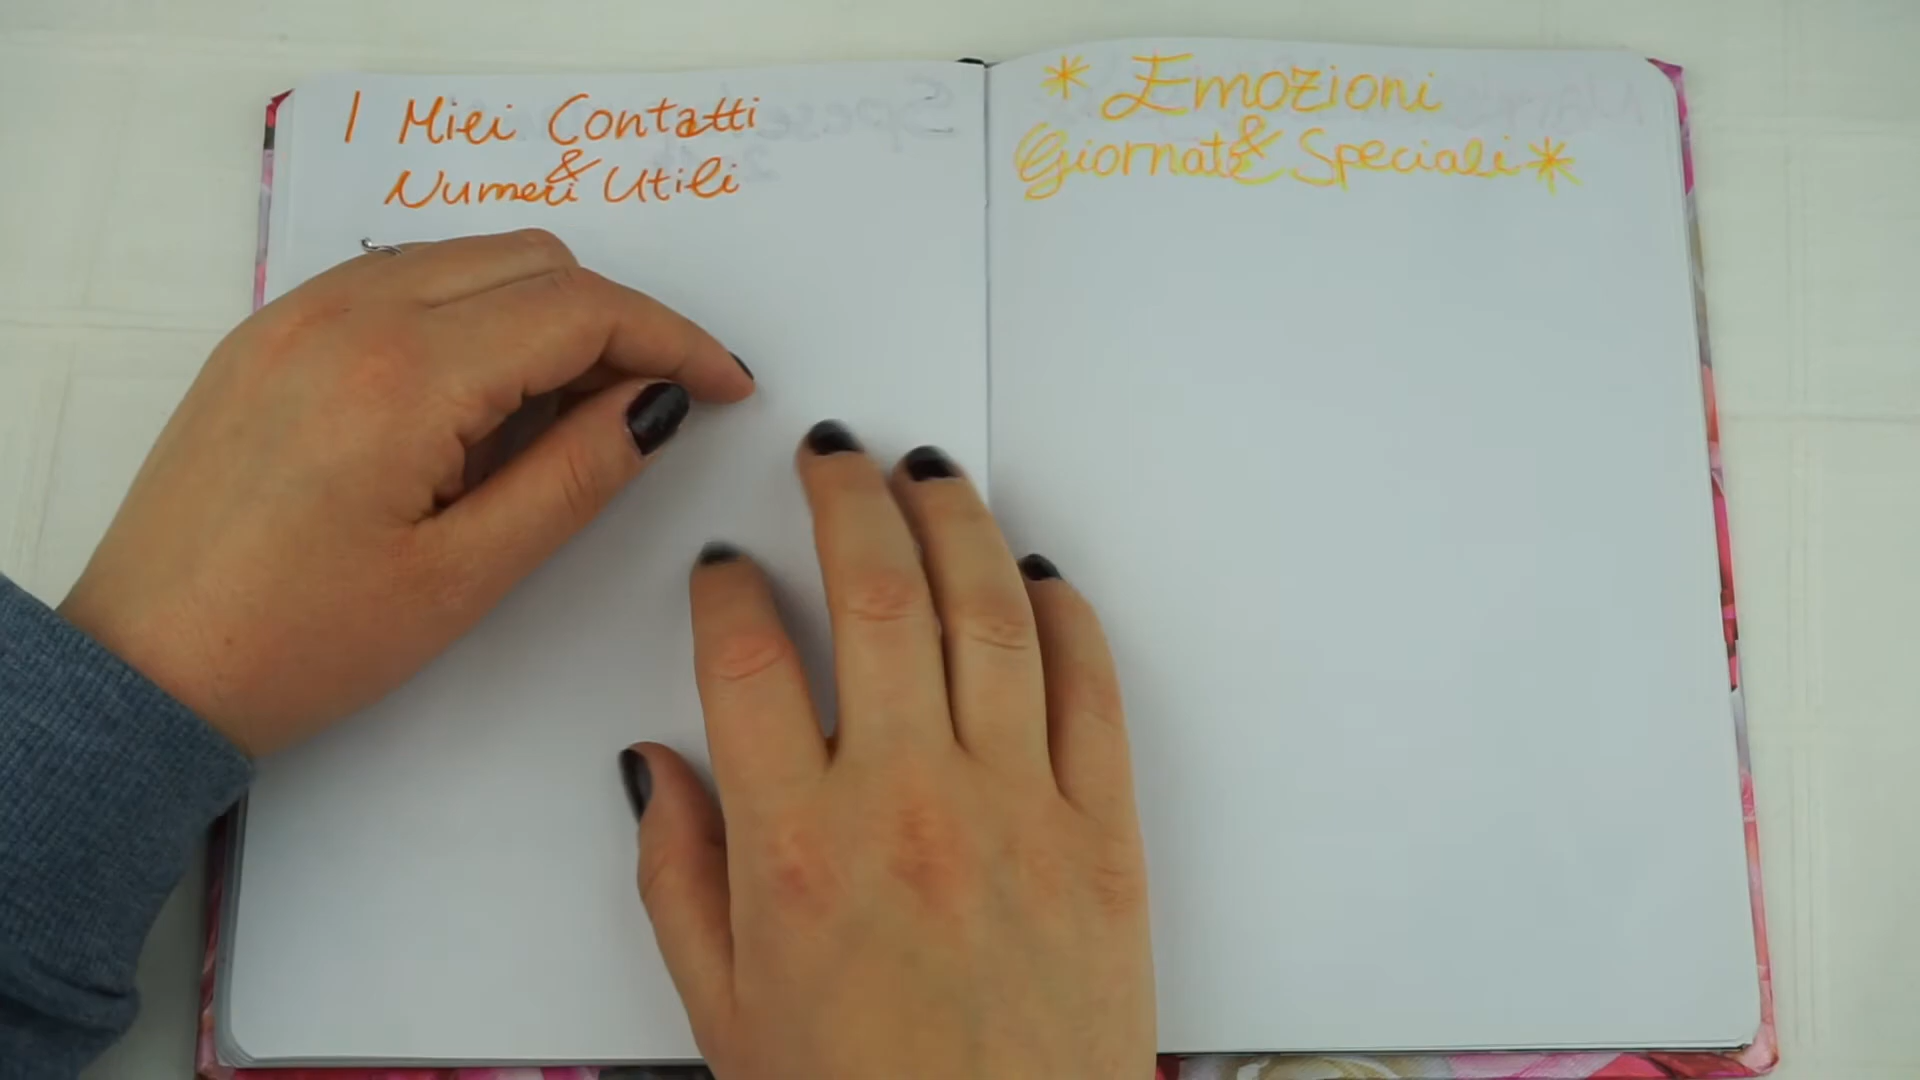 I Miei Contatti
&
Numeri Utili
* Emozioni
&
Giornate Speciali *